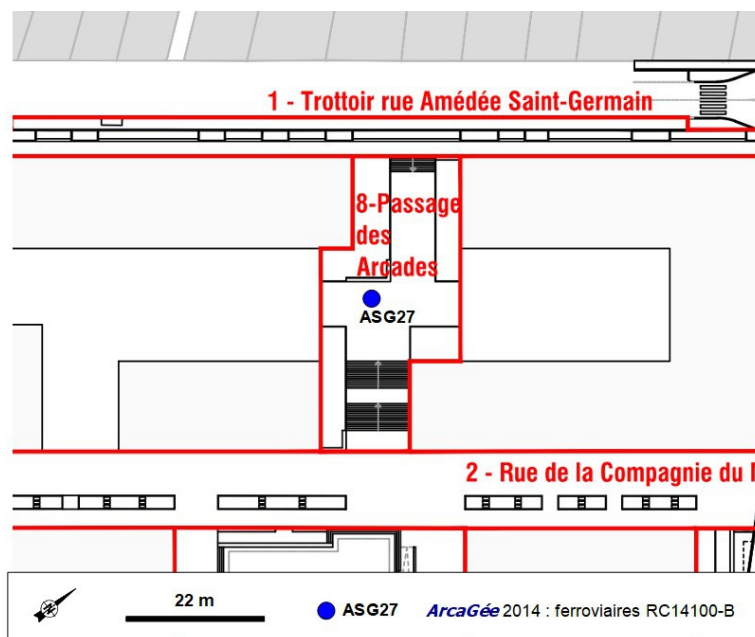 1 - Trottoir rue Amédée Saint-Germain
8-Passage
des
Arcades
ASG27
2 - Rue de la Compagnie du
22 m
ASG27
ArcaGée 2014 : ferroviaires RC14100-B